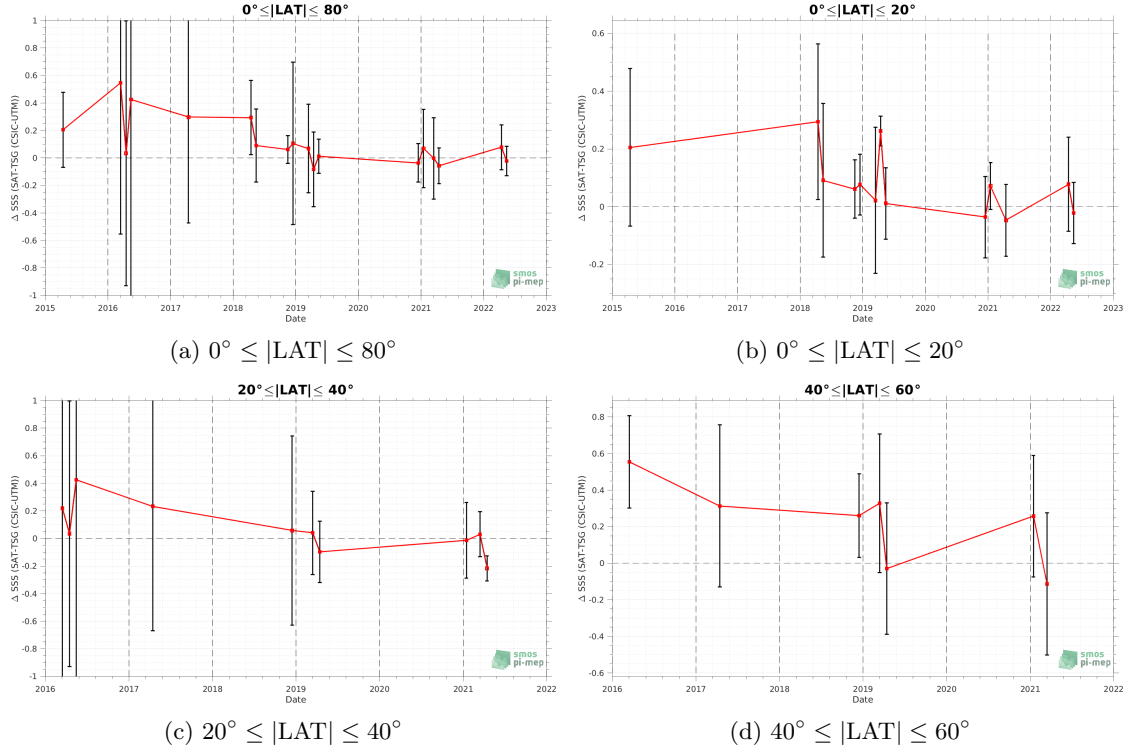 0°≤|LAT|≤ 80°
Δ SSS (SAT-TSG (CSIC-UTM))
1
0.8
0.6
0.4
0.2
0
-0.2
-0.4
-0.6
-0.8
-1
2015 2016 2017 2018 2019 2020 2021 2022 2023
Date
smos
pi-mep
(a) 0° ≤ |LAT| ≤ 80°
0°≤|LAT|≤ 20°
Δ SSS (SAT-TSG (CSIC-UTM))
0.6
0.4
0.2
0
-0.2
2015 2016 2017 2018 2019 2020 2021 2022 2023
Date
smos
pi-mep
(b) 0° ≤ |LAT| ≤ 20°
20°≤|LAT|≤ 40°
Δ SSS (SAT-TSG (CSIC-UTM))
1
0.8
0.6
0.4
0.2
0
-0.2
-0.4
-0.6
-0.8
-1
2016 2017 2018 2019 2020 2021 2022
Date
smos
pi-mep
(c) 20° ≤ |LAT| ≤ 40°
40°≤|LAT|≤ 60°
Δ SSS (SAT-TSG (CSIC-UTM))
0.8
0.6
0.4
0.2
0
-0.2
-0.4
-0.6
2016 2017 2018 2019 2020 2021 2022
Date
smos
pi-mep
(d) 40° ≤ |LAT| ≤ 60°